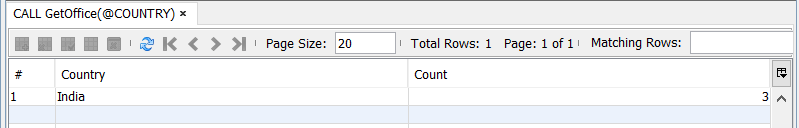 CALL GetOffice(@COUNTRY) ×
Page Size: 20 Total Rows: 1 Page: 1 of 1 Matching Rows:
# Country Count
1 India 3